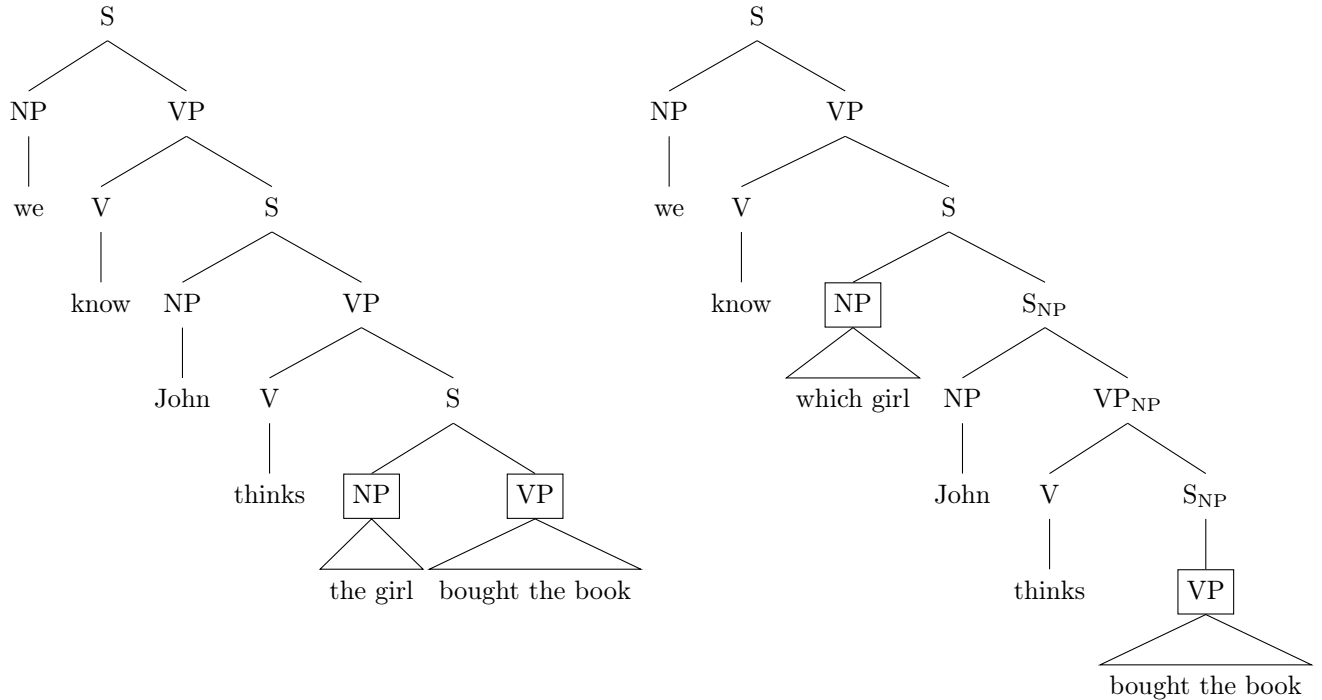 S S
NP VP NP VP
we V S we V S
know NP VP know NP S_NP
John V S which girl NP VP_NP
thinks NP VP John V S_NP
the girl bought the book thinks VP
bought the book